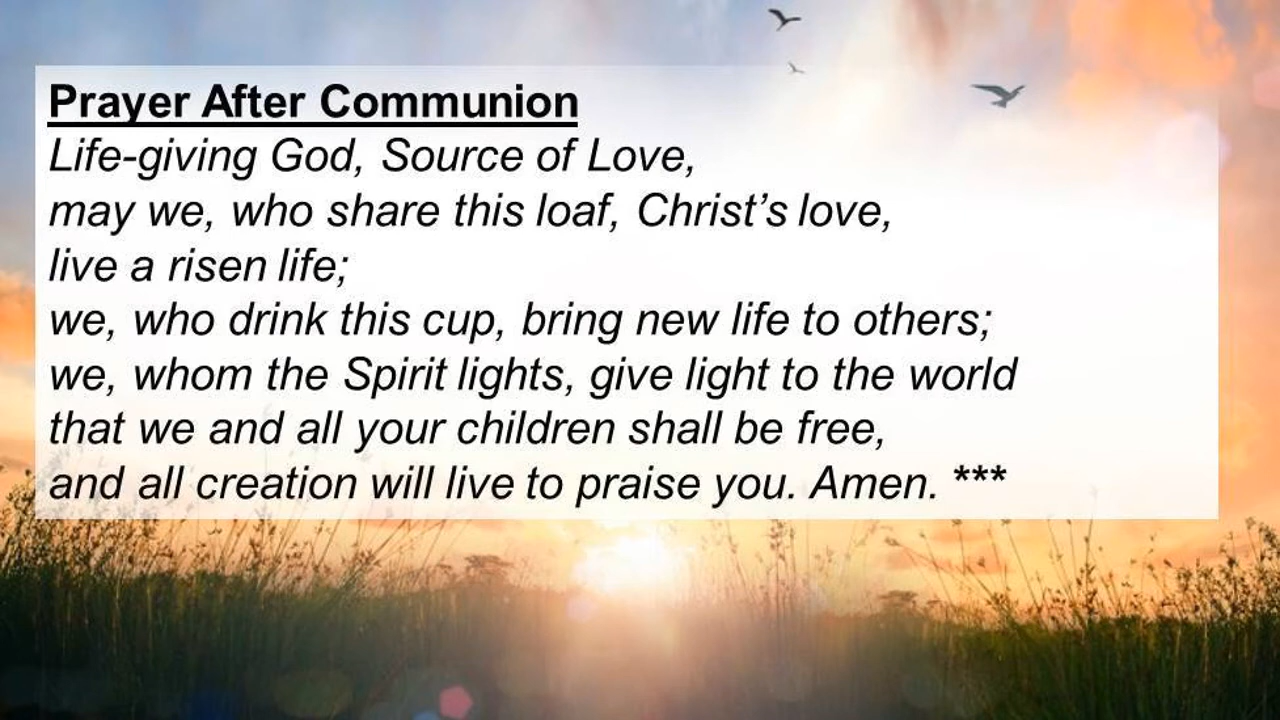 Prayer After Communion
Life-giving God, Source of Love,
may we, who share this loaf, Christ’s love,
live a risen life;
we, who drink this cup, bring new life to others;
we, whom the Spirit lights, give light to the world
that we and all your children shall be free,
and all creation will live to praise you. Amen. ***